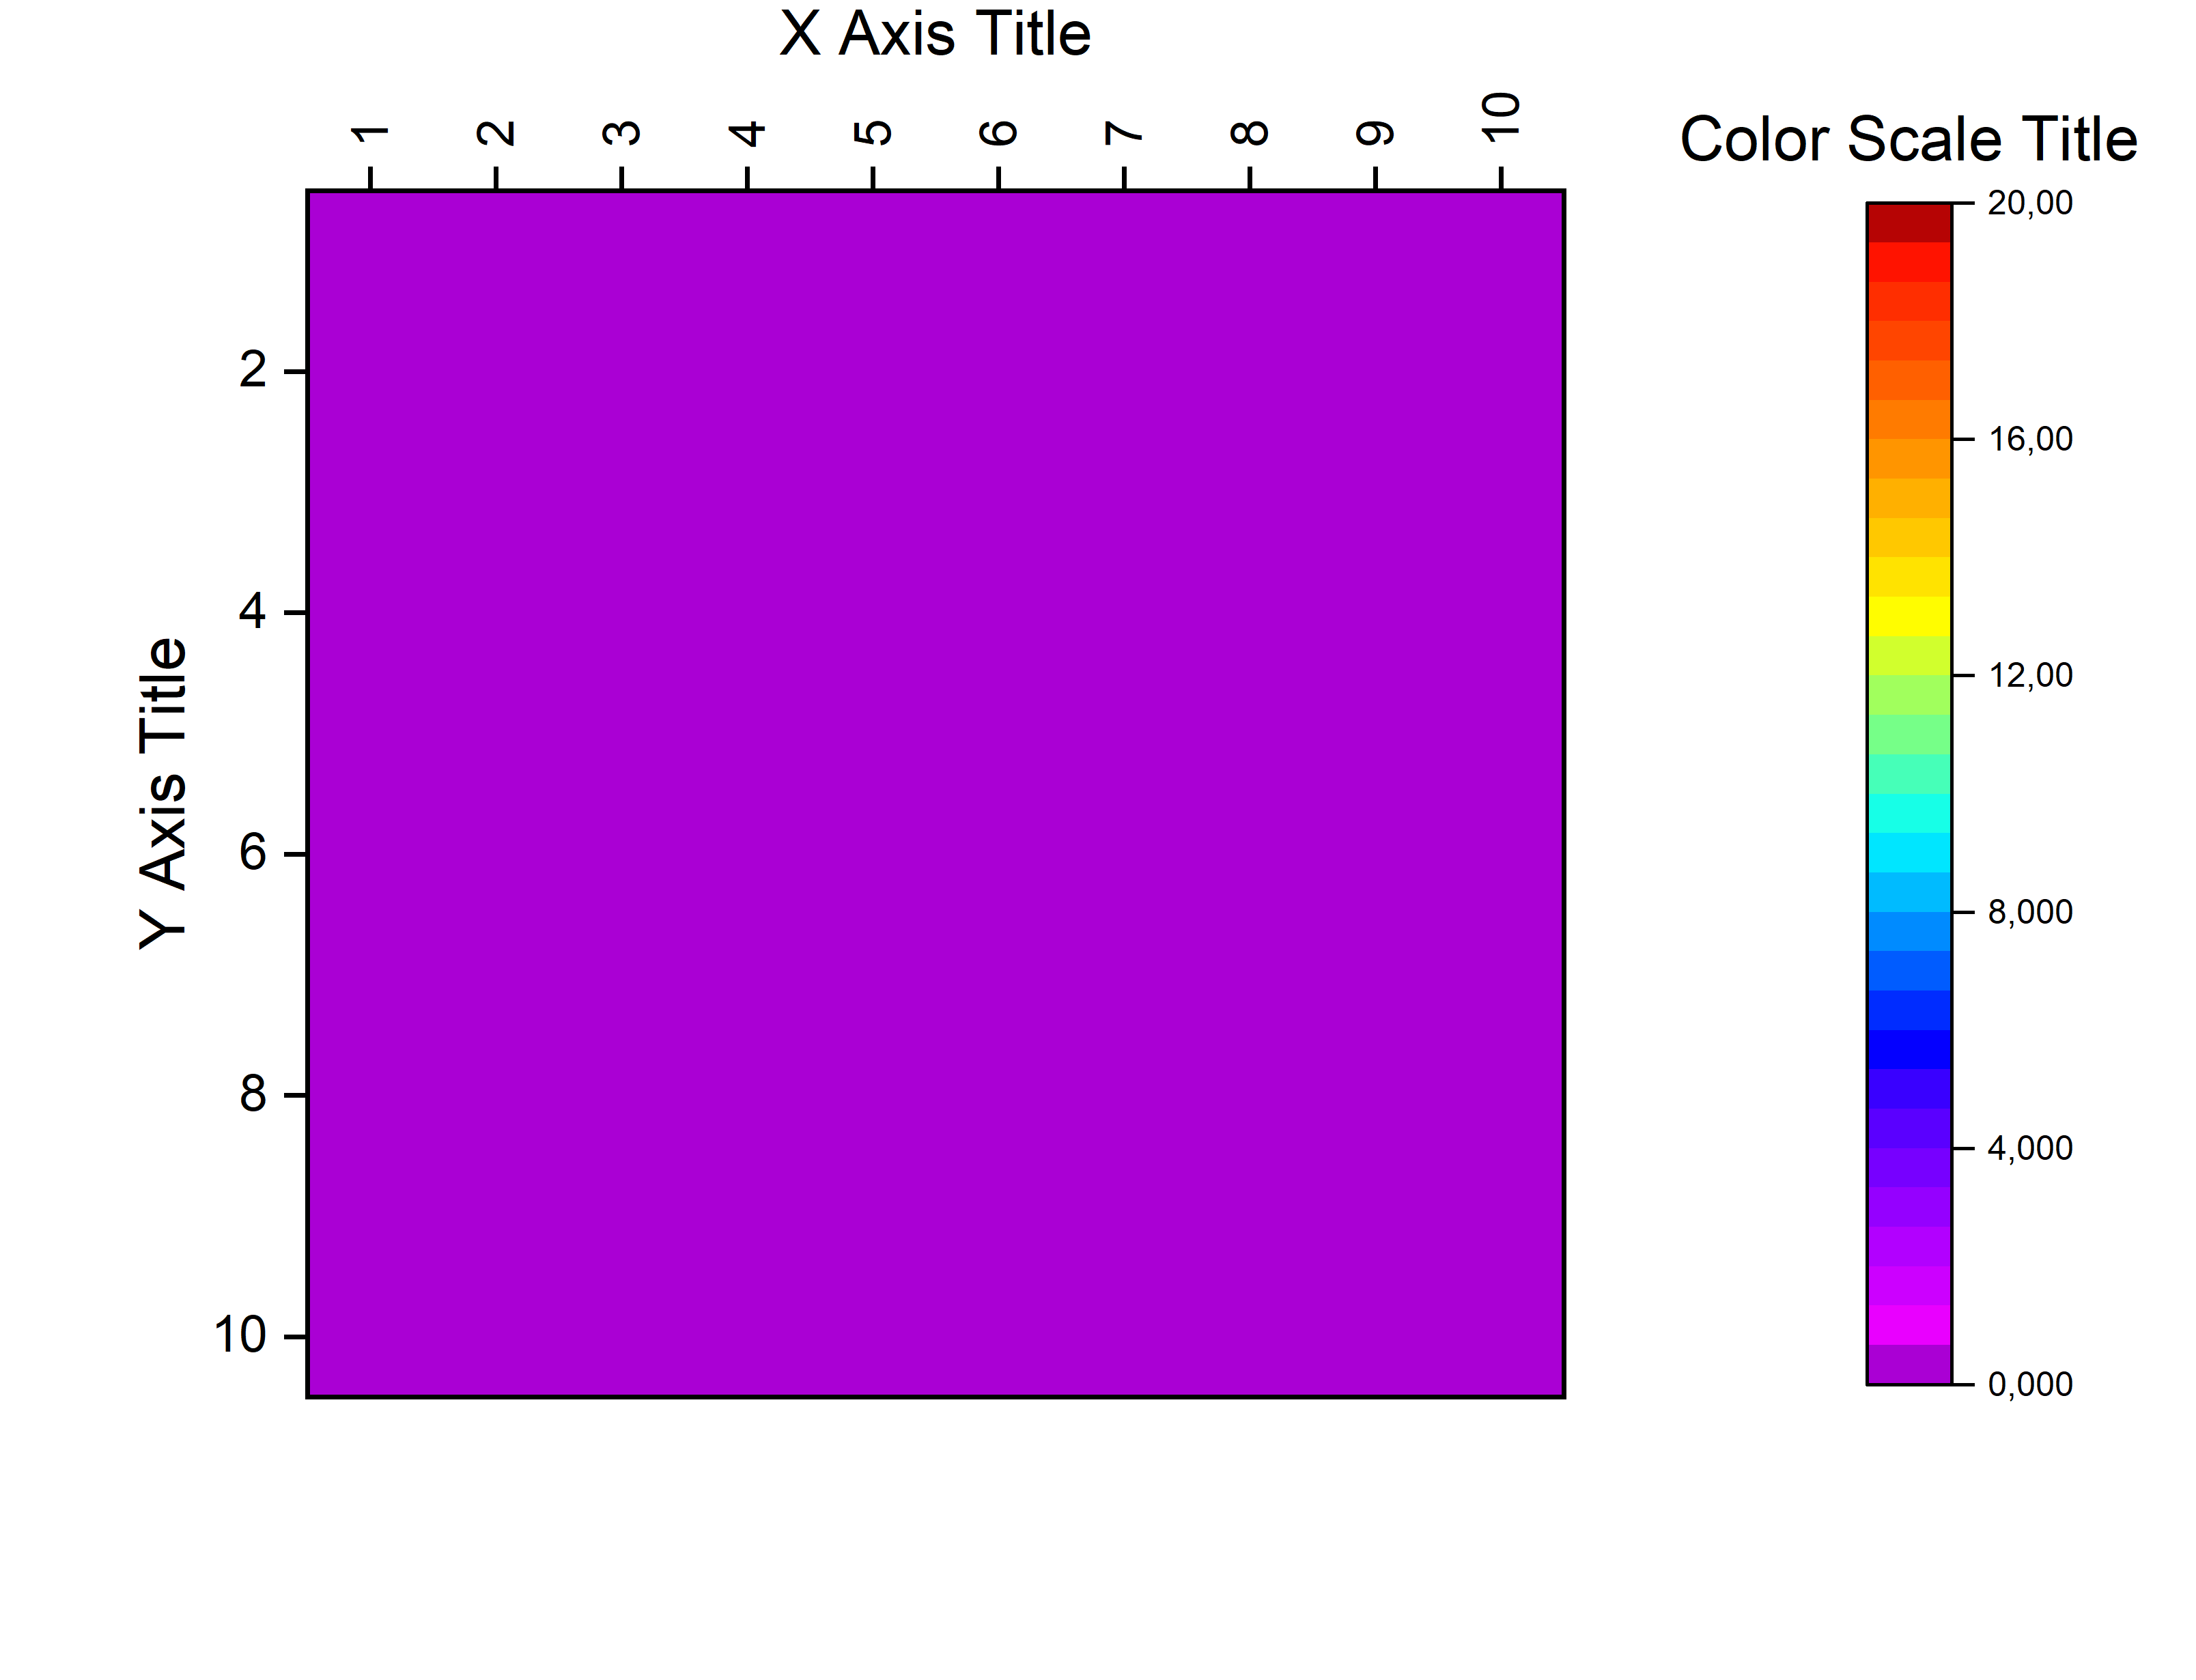 X Axis Title
1 2 3 4 5 6 7 8 9 10
Color Scale Title
20,00
16,00
12,00
8,000
4,000
0,000
Y Axis Title
2
4
6
8
10